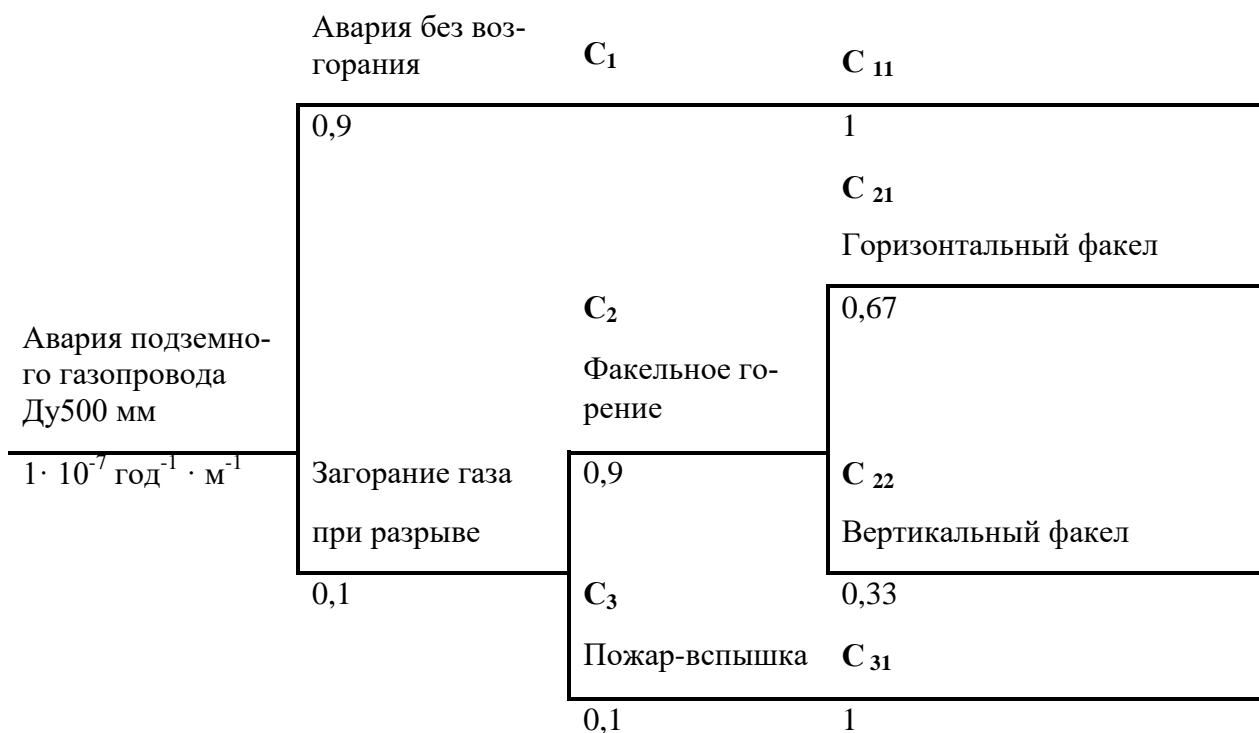 Авария без воз-
горания
C1
C 11
0,9
1
C 21
Горизонтальный факел
C2
0,67
Авария подземно-
го газопровода
Ду500 мм
Факельное го-
рение
1· 10-7 год-1 · м-1
Загорание газа
при разрыве
0,9
C 22
Вертикальный факел
0,1
C3
0,33
Пожар-вспышка
C 31
0,1
1